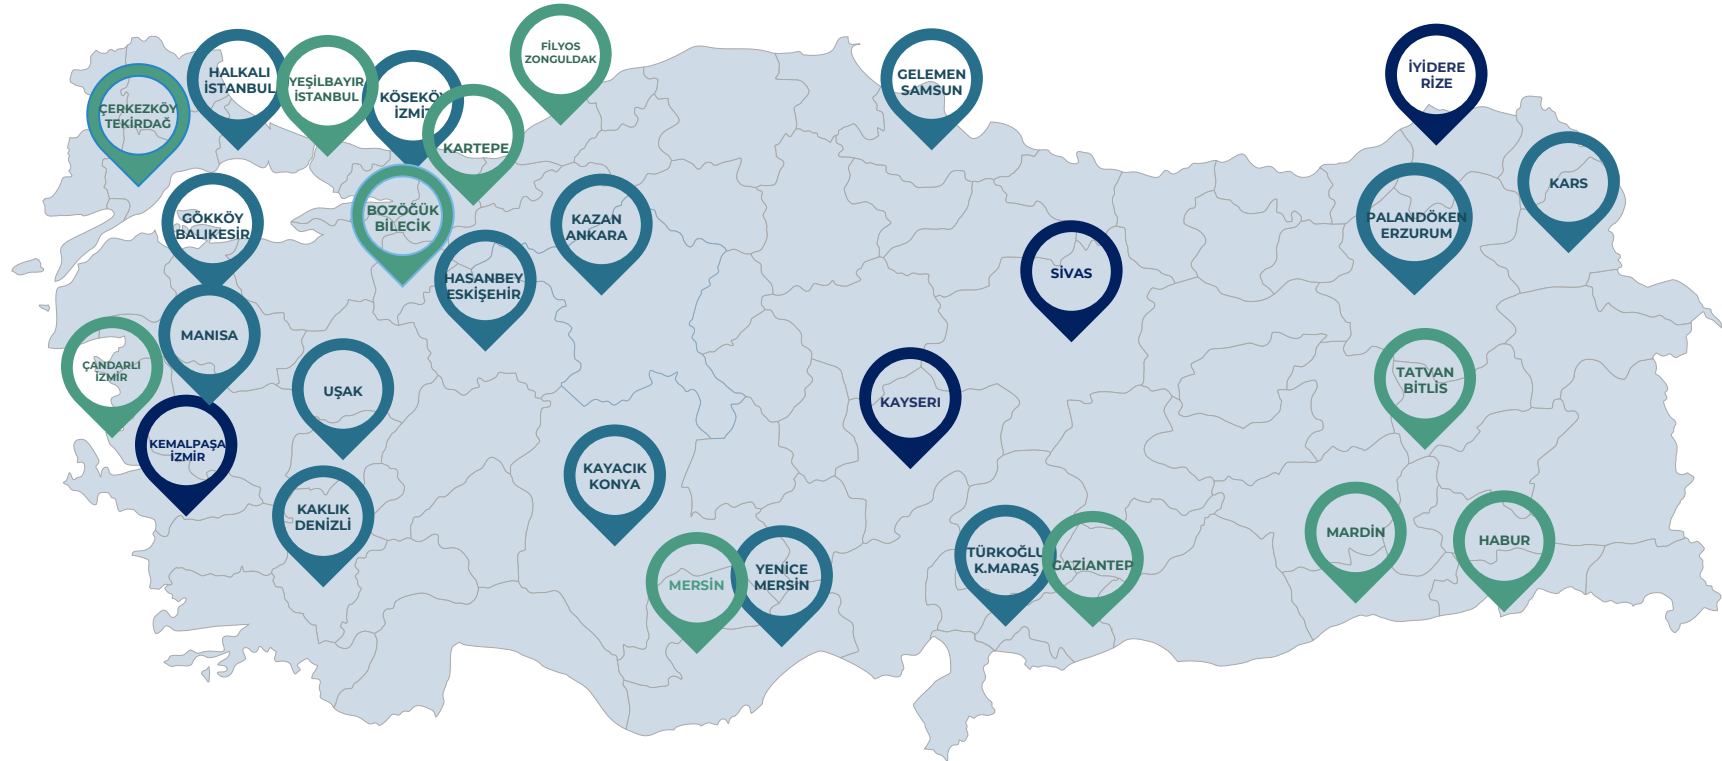 FİLYOS
ZONGULDAK
HALKALI
İSTANBUL
YEŞİLBAYIR
İSTANBUL
KÖSEKÖY
İZMİT
KARTEPE
ÇERKEZKÖY
TEKİRDAĞ
GELEMEN
SAMSUN
İYİDERE
RİZE
KARS
PALANDÖKEN
ERZURUM
GÖKKÖY
BALIKESİR
BOZÖĞÜK
BİLECİK
KAZAN
ANKARA
HASANBEY
ESKİŞEHİR
SİVAS
MANISA
ÇANDARLI
İZMİR
UŞAK
KAYSERI
TATVAN
BİTLİS
KEMALPAŞA
İZMİR
KAYACIK
KONYA
KAKLIK
DENİZLİ
MERSİN
YENİCE
MERSİN
TÜRKOĞLU
K.MARAŞ
GAZİANTEP
MARDİN
HABUR